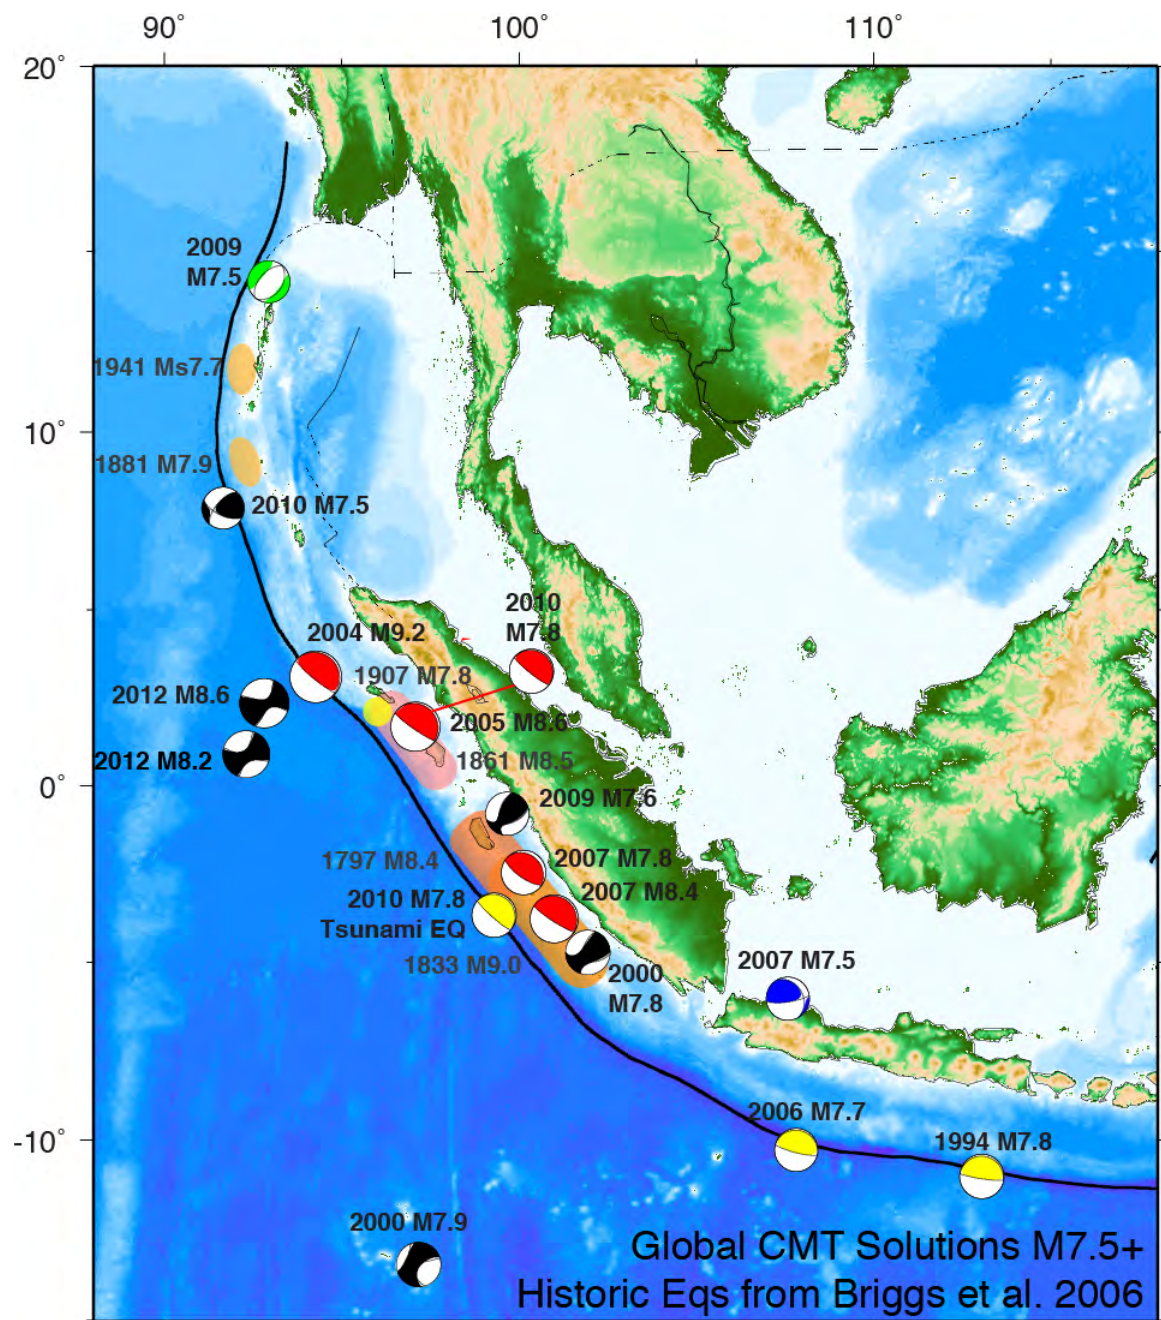 90°
100°
110°
20°
2009
M7.5
1941 Ms7.7
10°
1881 M7.9
2010 M7.5
2010
M7.8
2004 M9.2
1907 M7.8
2012 M8.6
2005 M8.6
2012 M8.2
1861 M8.5
0°
2009 M7.6
1797 M8.4
2007 M7.8
2007 M8.4
2010 M7.8
Tsunami EQ
1833 M9.0
2000
M7.8
2007 M7.5
2006 M7.7
-10°
1994 M7.8
2000 M7.9
Global CMT Solutions M7.5+
Historic Eqs from Briggs et al. 2006